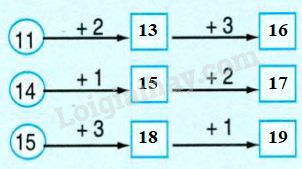 11 +2 13 +3 16
14 +1 15 +2 17
15 +3 18 +1 19
Loigiaihay.com